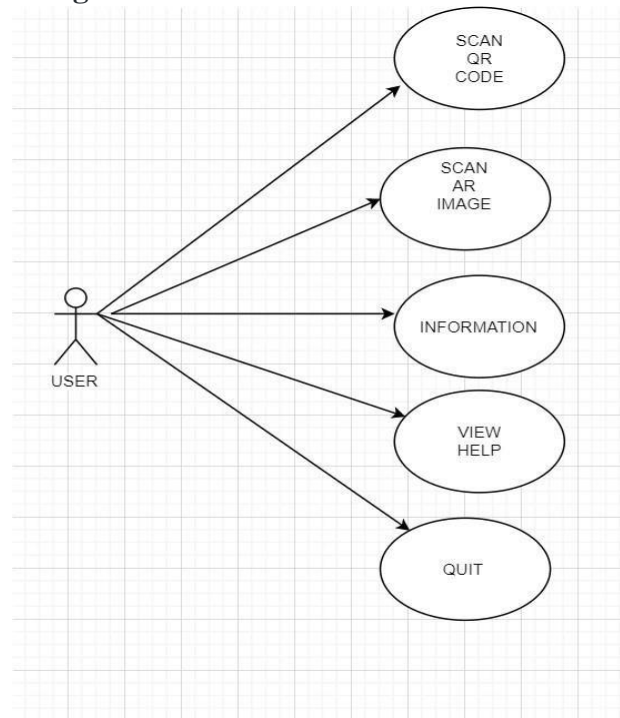 SCAN
QR
CODE
SCAN
AR
IMAGE
INFORMATION
USER
VIEW
HELP
QUIT